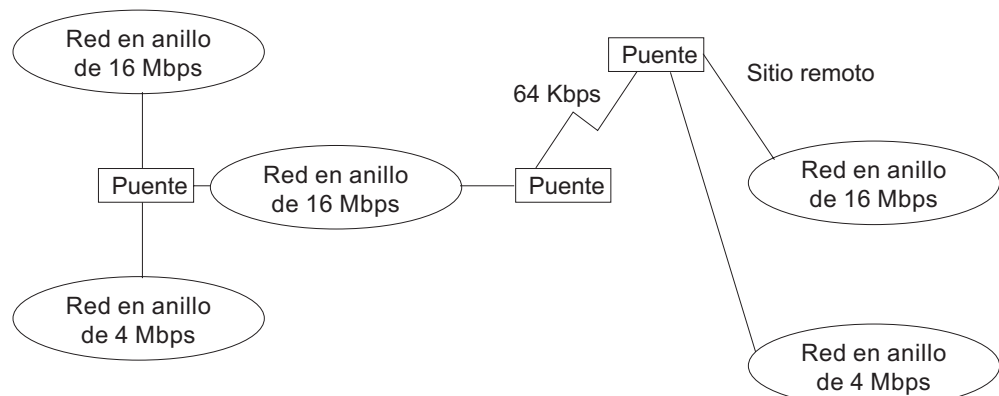 Red en anillo
de 16 Mbps
Puente
Sitio remoto
64 Kbps
Puente
Red en anillo
de 16 Mbps
Puente
Red en anillo
de 16 Mbps
Red en anillo
de 4 Mbps
Red en anillo
de 4 Mbps